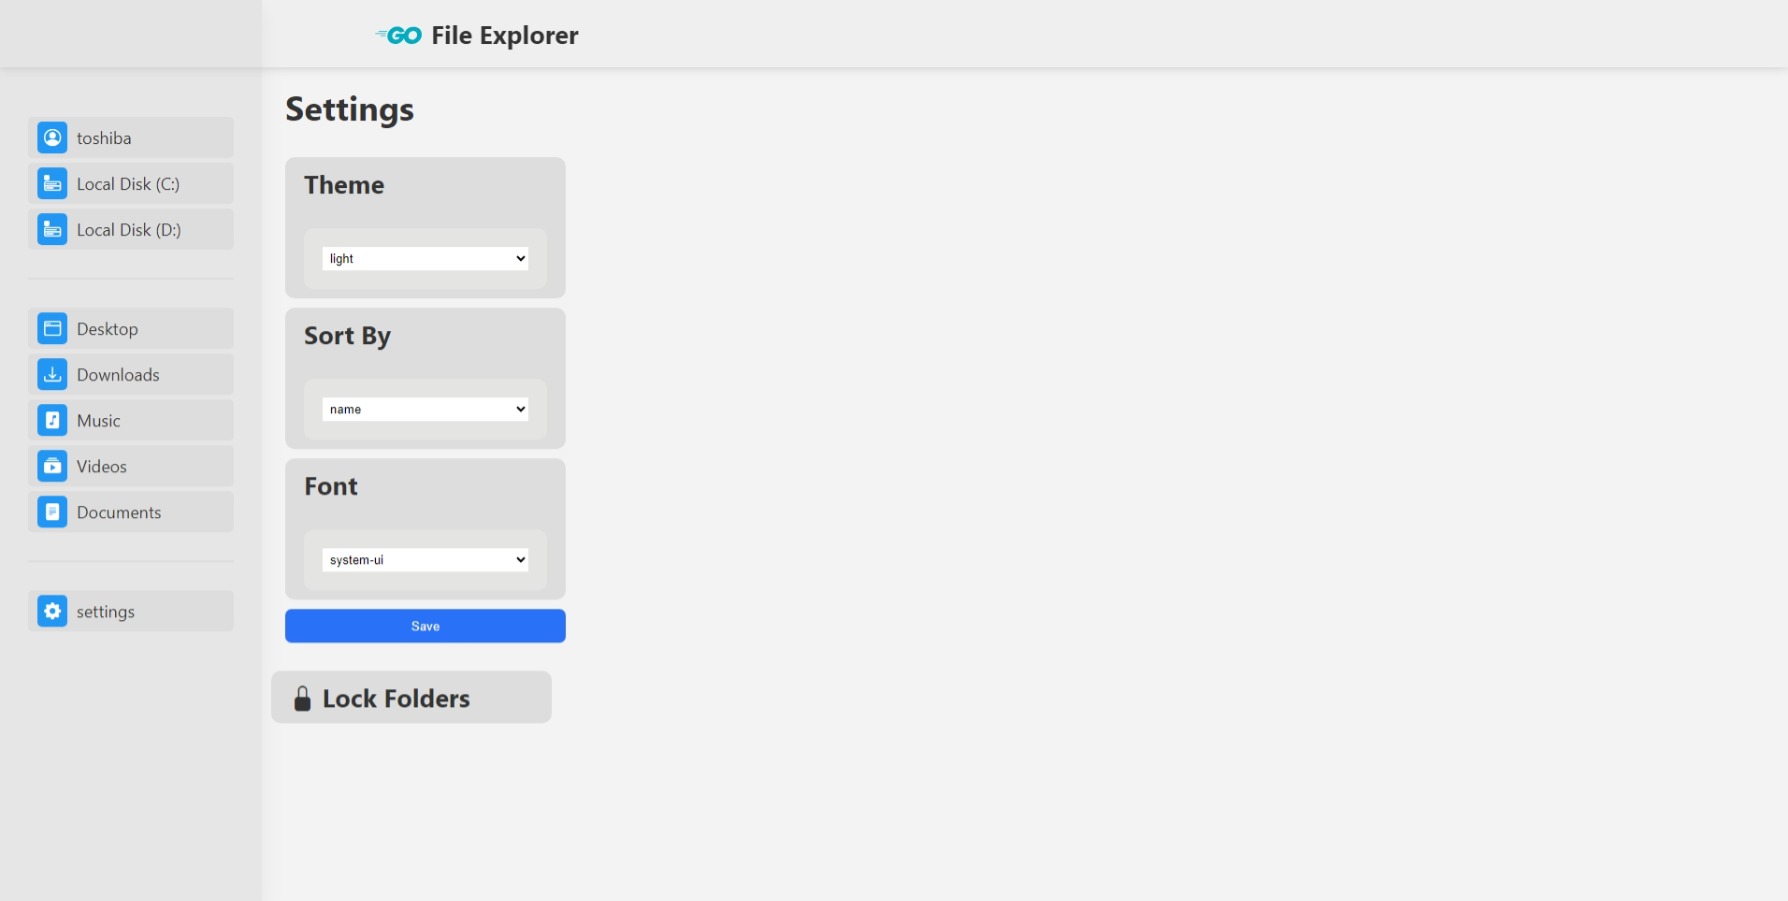 GO File Explorer
toshiba
Local Disk (C:)
Local Disk (D:)
Desktop
Downloads
Music
Videos
Documents
settings
Settings
Theme
light
Sort By
name
Font
system-ui
Save
Lock Folders